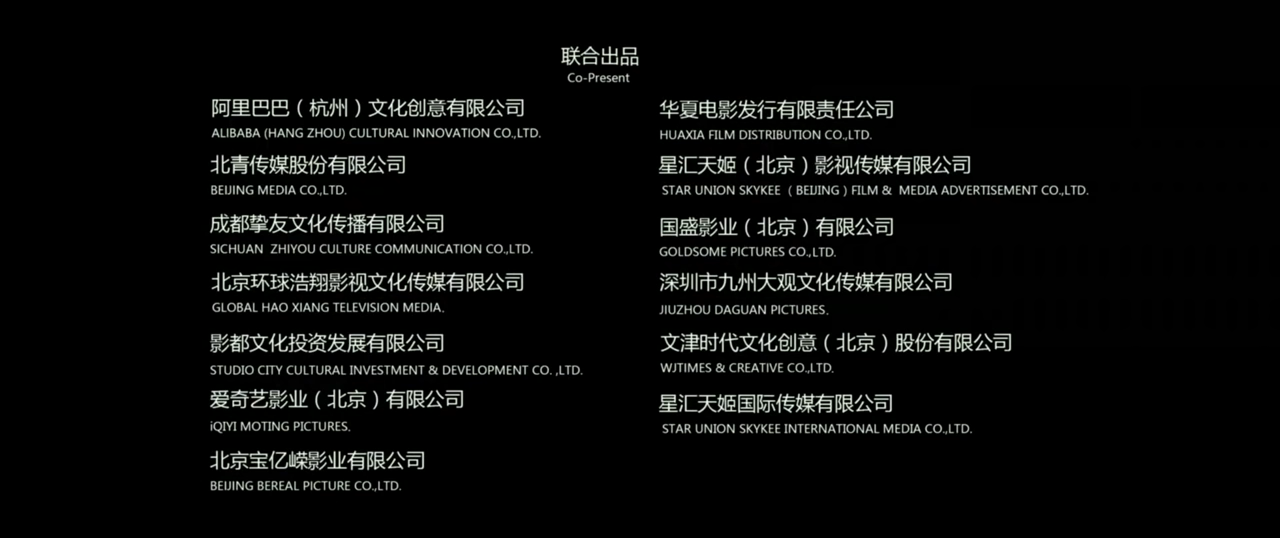 联合出品
Co-Present
阿里巴巴（杭州）文化创意有限公司
ALIBABA (HANG ZHOU) CULTURAL INNOVATION CO.,LTD.
北青传媒股份有限公司
BEIJING MEDIA CO.,LTD.
成都挚友文化传播有限公司
SICHUAN ZHIYOU CULTURE COMMUNICATION CO.,LTD.
北京环球浩翔影视文化传媒有限公司
GLOBAL HAO XIANG TELEVISION MEDIA.
影都文化投资发展有限公司
STUDIO CITY CULTURAL INVESTMENT & DEVELOPMENT CO. ,LTD.
爱奇艺影业（北京）有限公司
iQIYI MOTING PICTURES.
北京宝亿嵘影业有限公司
BEIJING BEREAL PICTURE CO.,LTD.
华夏电影发行有限责任公司
HUAXIA FILM DISTRIBUTION CO.,LTD.
星汇天姬（北京）影视传媒有限公司
STAR UNION SKYKEE （BEIJING）FILM & MEDIA ADVERTISEMENT CO.,LTD.
国盛影业（北京）有限公司
GOLDSOME PICTURES CO.,LTD.
深圳市九州大观文化传媒有限公司
JIUZHOU DAGUAN PICTURES.
文津时代文化创意（北京）股份有限公司
WJTIMES & CREATIVE CO.,LTD.
星汇天姬国际传媒有限公司
STAR UNION SKYKEE INTERNATIONAL MEDIA CO.,LTD.